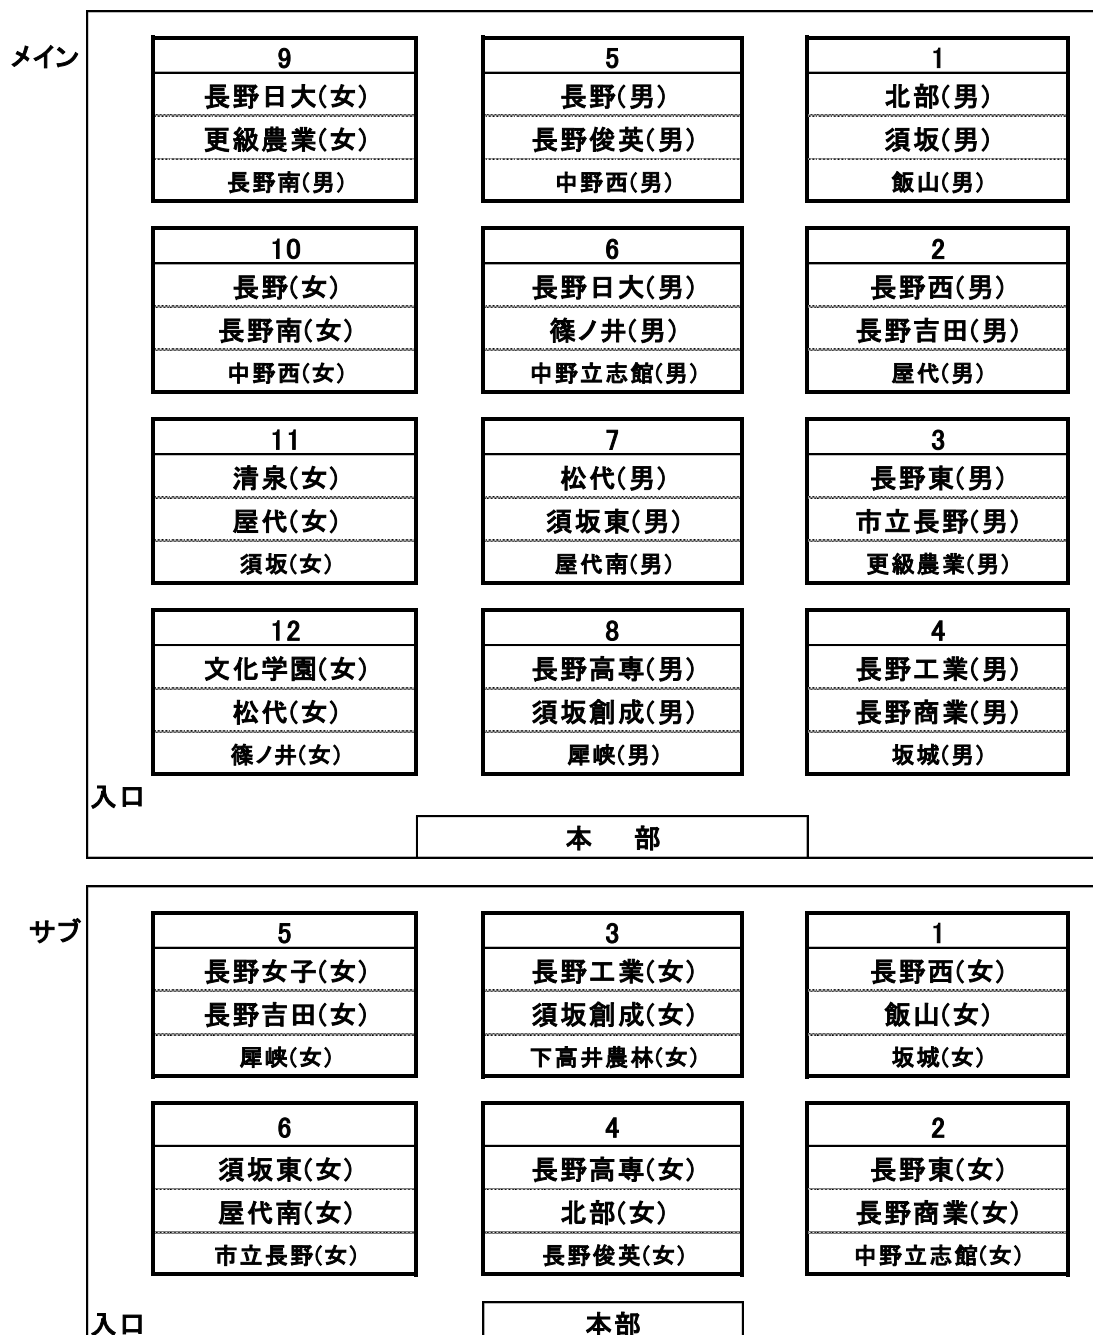 メイン
9 5 1
長野日大(女) 長野(男) 北部(男)
更級農業(女) 長野俊英(男) 須坂(男)
長野南(男) 中野西(男) 飯山(男)
10 6 2
長野(女) 長野日大(男) 長野西(男)
長野南(女) 篠ノ井(男) 長野吉田(男)
中野西(女) 中野立志館(男) 屋代(男)
11 7 3
清泉(女) 松代(男) 長野東(男)
屋代(女) 須坂東(男) 市立長野(男)
須坂(女) 屋代南(男) 更級農業(男)
12 8 4
文化学園(女) 長野高専(男) 長野工業(男)
松代(女) 須坂創成(男) 長野商業(男)
篠ノ井(女) 犀峡(男) 坂城(男)
入口
本 部
サブ
5 3 1
長野女子(女) 長野工業(女) 長野西(女)
長野吉田(女) 須坂創成(女) 飯山(女)
犀峡(女) 下高井農林(女) 坂城(女)
6 4 2
須坂東(女) 長野高専(女) 長野東(女)
屋代南(女) 北部(女) 長野商業(女)
市立長野(女) 長野俊英(女) 中野立志館(女)
入口 本部